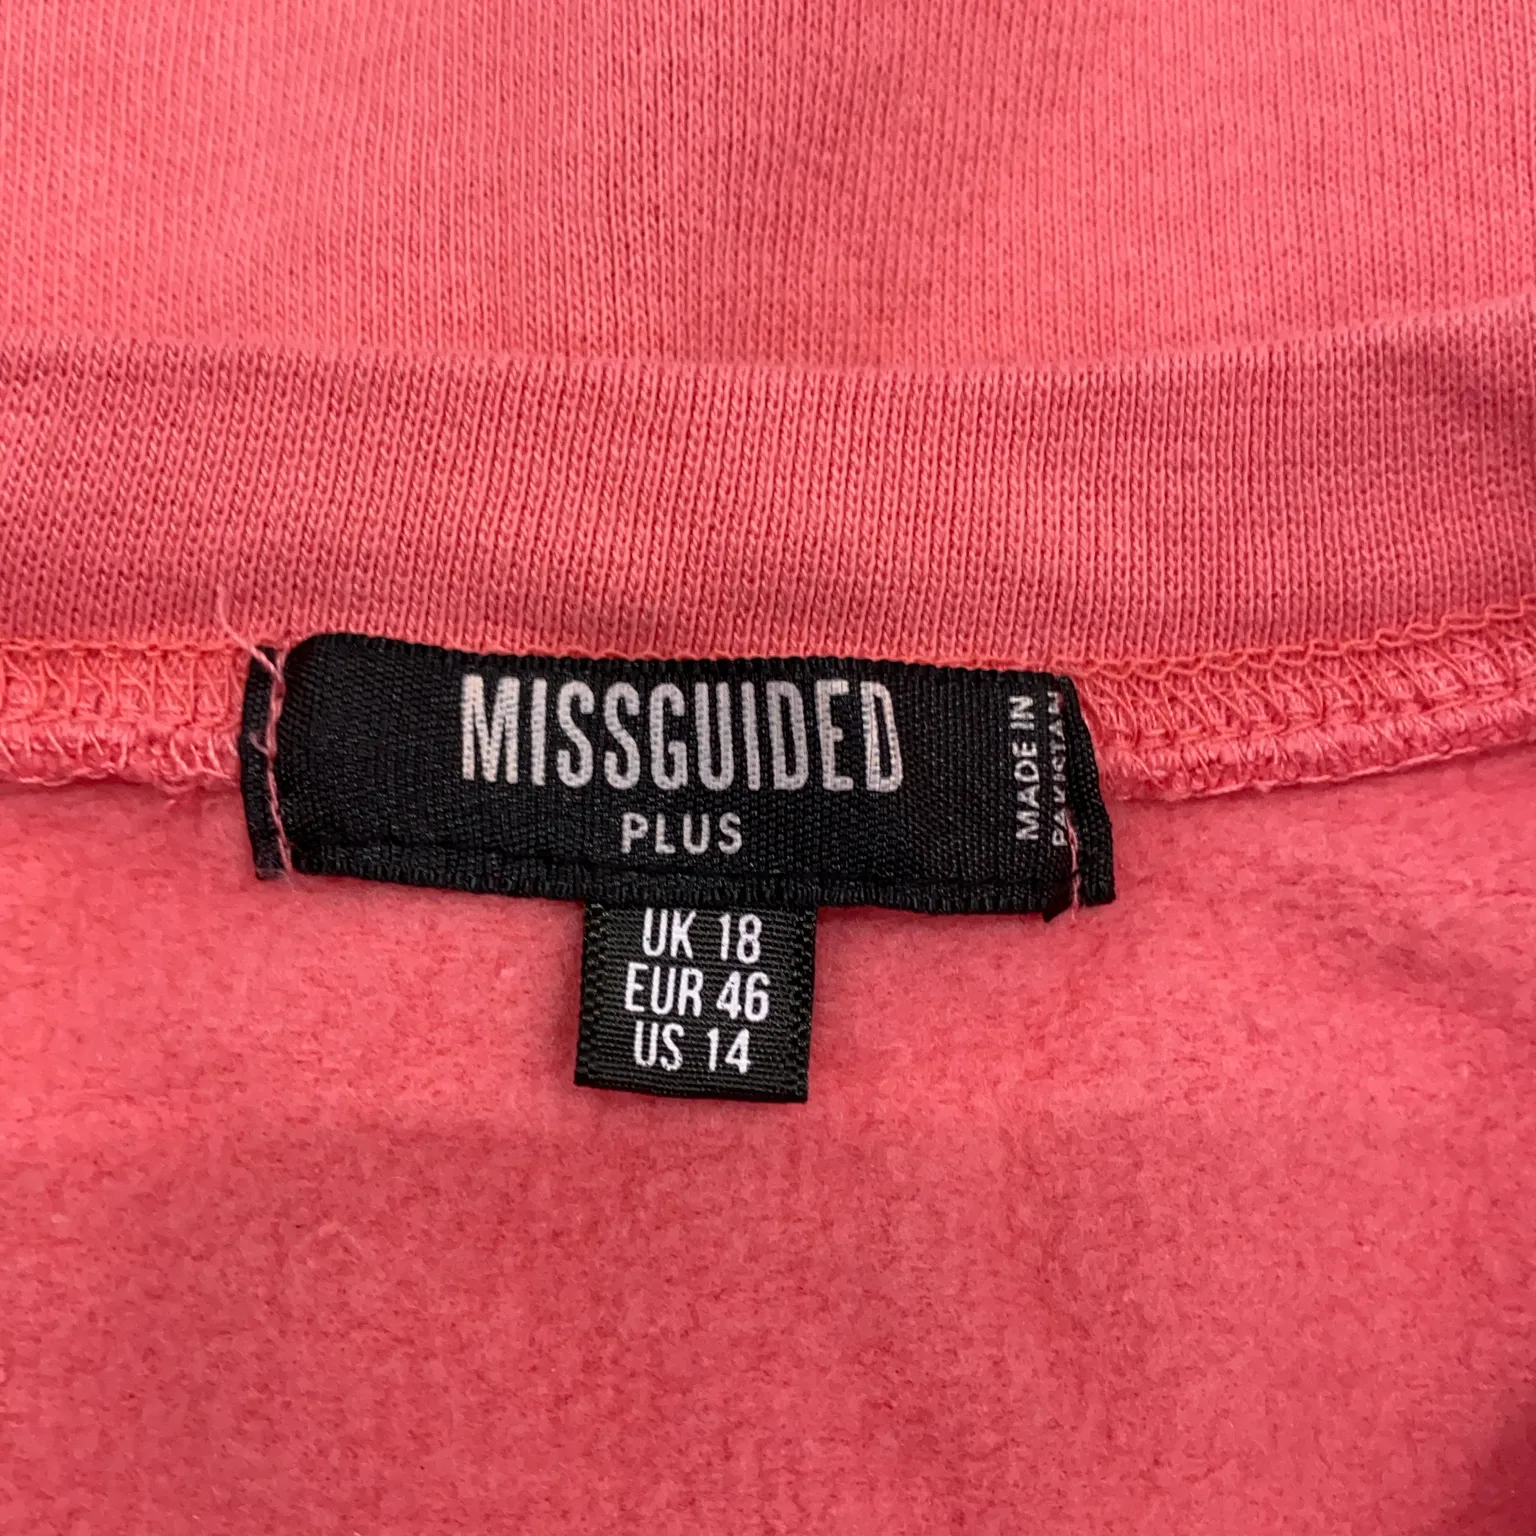 MISSGUIDED
PLUS
MADE IN
PAKISTAN
UK 18
EUR 46
US 14